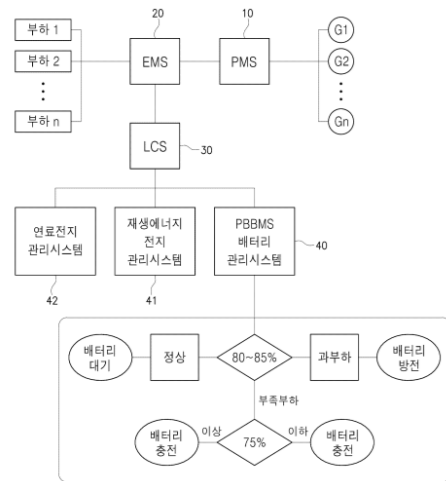 20
10
부하 1
부하 2
부하 n
EMS
PMS
G1
G2
Gn
LCS
30
연료전지
관리시스템
재생에너지
전지
관리시스템
PBBMS
배터리
관리시스템
40
42
41
배터리
대기
정상
80~85%
과부하
배터리
방전
부족부하
배터리
충전
이상
75%
이하
배터리
충전